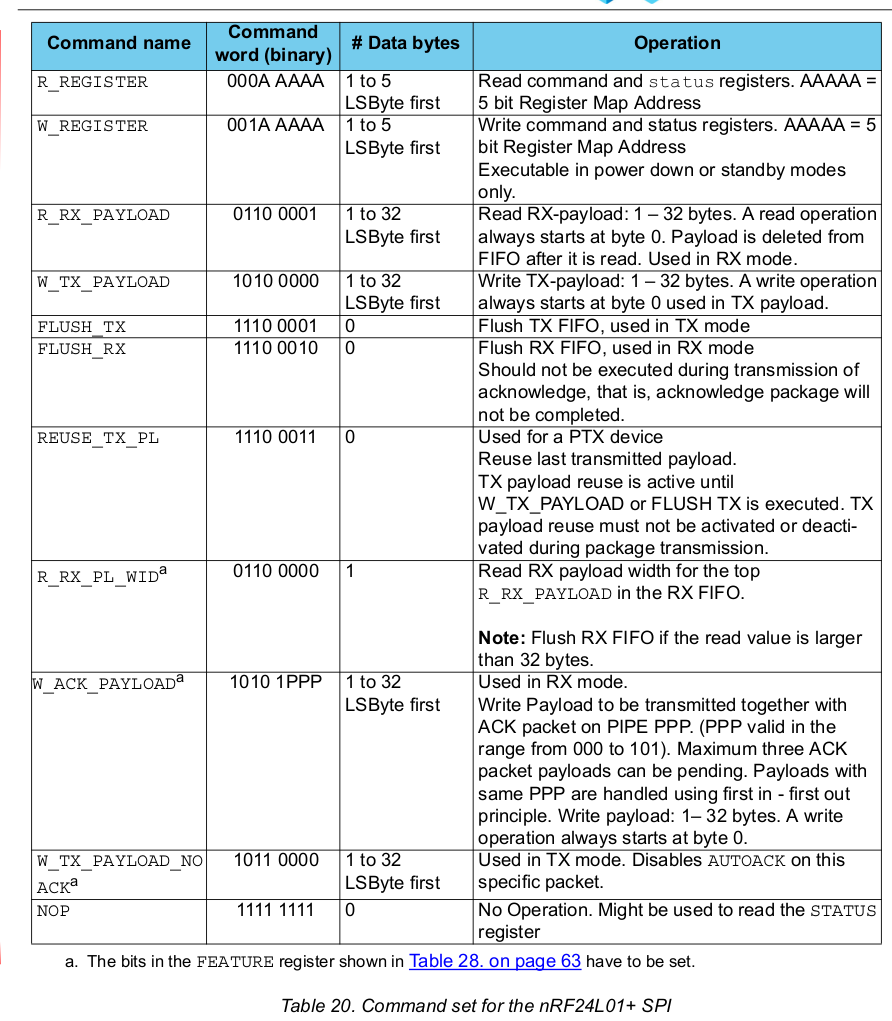 Command name
Command word (binary)
# Data bytes
Operation
R_REGISTER
000A AAAA
1 to 5
LSByte first
Read command and status registers. AAAAA =
5 bit Register Map Address
W_REGISTER
001A AAAA
1 to 5
LSByte first
Write command and status registers. AAAAA = 5
bit Register Map Address
Executable in power down or standby modes
only.
R_RX_PAYLOAD
0110 0001
1 to 32
LSByte first
Read RX-payload: 1 – 32 bytes. A read operation
always starts at byte 0. Payload is deleted from
FIFO after it is read. Used in RX mode.
W_TX_PAYLOAD
1010 0000
1 to 32
LSByte first
Write TX-payload: 1 – 32 bytes. A write operation
always starts at byte 0 used in TX payload.
FLUSH_TX
1110 0001
0
Flush TX FIFO, used in TX mode
FLUSH_RX
1110 0010
0
Flush RX FIFO, used in RX mode
Should not be executed during transmission of
acknowledge, that is, acknowledge package will
not be completed.
REUSE_TX_PL
1110 0011
0
Used for a PTX device
Reuse last transmitted payload.
TX payload reuse is active until
W_TX_PAYLOAD or FLUSH TX is executed. TX
payload reuse must not be activated or deacti-
vated during package transmission.
R_RX_PL_WIDa
0110 0000
1
Read RX payload width for the top
R_RX_PAYLOAD in the RX FIFO.
Note: Flush RX FIFO if the read value is larger
than 32 bytes.
W_ACK_PAYLOADa
1010 1PPP
1 to 32
LSByte first
Used in RX mode.
Write Payload to be transmitted together with
ACK packet on PIPE PPP. (PPP valid in the
range from 000 to 101). Maximum three ACK
packet payloads can be pending. Payloads with
same PPP are handled using first in - first out
principle. Write payload: 1– 32 bytes. A write
operation always starts at byte 0.
W_TX_PAYLOAD_NO
ACKa
1011 0000
1 to 32
LSByte first
Used in TX mode. Disables AUTOACK on this
specific packet.
NOP
1111 1111
0
No Operation. Might be used to read the STATUS
register
a. The bits in the FEATURE register shown in Table 28. on page 63 have to be set.
Table 20. Command set for the nRF24L01+ SPI